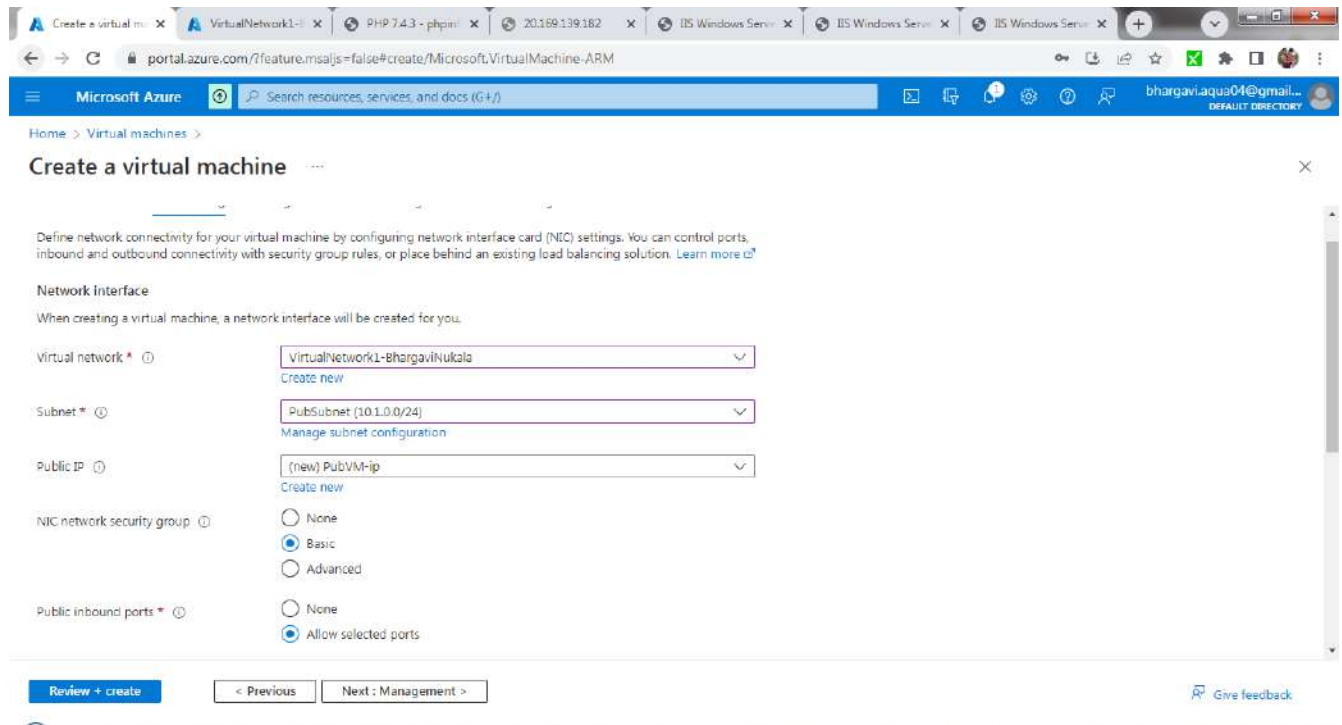 Create a virtual m
VirtualNetwork1-B
PHP 7.4.3 - phpin
20.169.139.182
IIS Windows Serv
IIS Windows Serv
IIS Windows Serv
portal.azure.com/?feature.msaljs=false#create/Microsoft.VirtualMachine-ARM
Microsoft Azure
Search resources, services, and docs (G+/)
1
bhargavi.aqua04@gmail...
DEFAULT DIRECTORY
Home > Virtual machines >
Create a virtual machine ...
Define network connectivity for your virtual machine by configuring network interface card (NIC) settings. You can control ports,
inbound and outbound connectivity with security group rules, or place behind an existing load balancing solution. Learn more
Network interface
When creating a virtual machine, a network interface will be created for you.
Virtual network *
VirtualNetwork1-BhargaviNukala
Create new
Subnet *
PubSubnet (10.1.0.0/24)
Manage subnet configuration
Public IP
(new) PubVM-ip
Create new
NIC network security group
None
Basic
Advanced
Public inbound ports *
None
Allow selected ports
Review + create
< Previous
Next : Management >
Give feedback